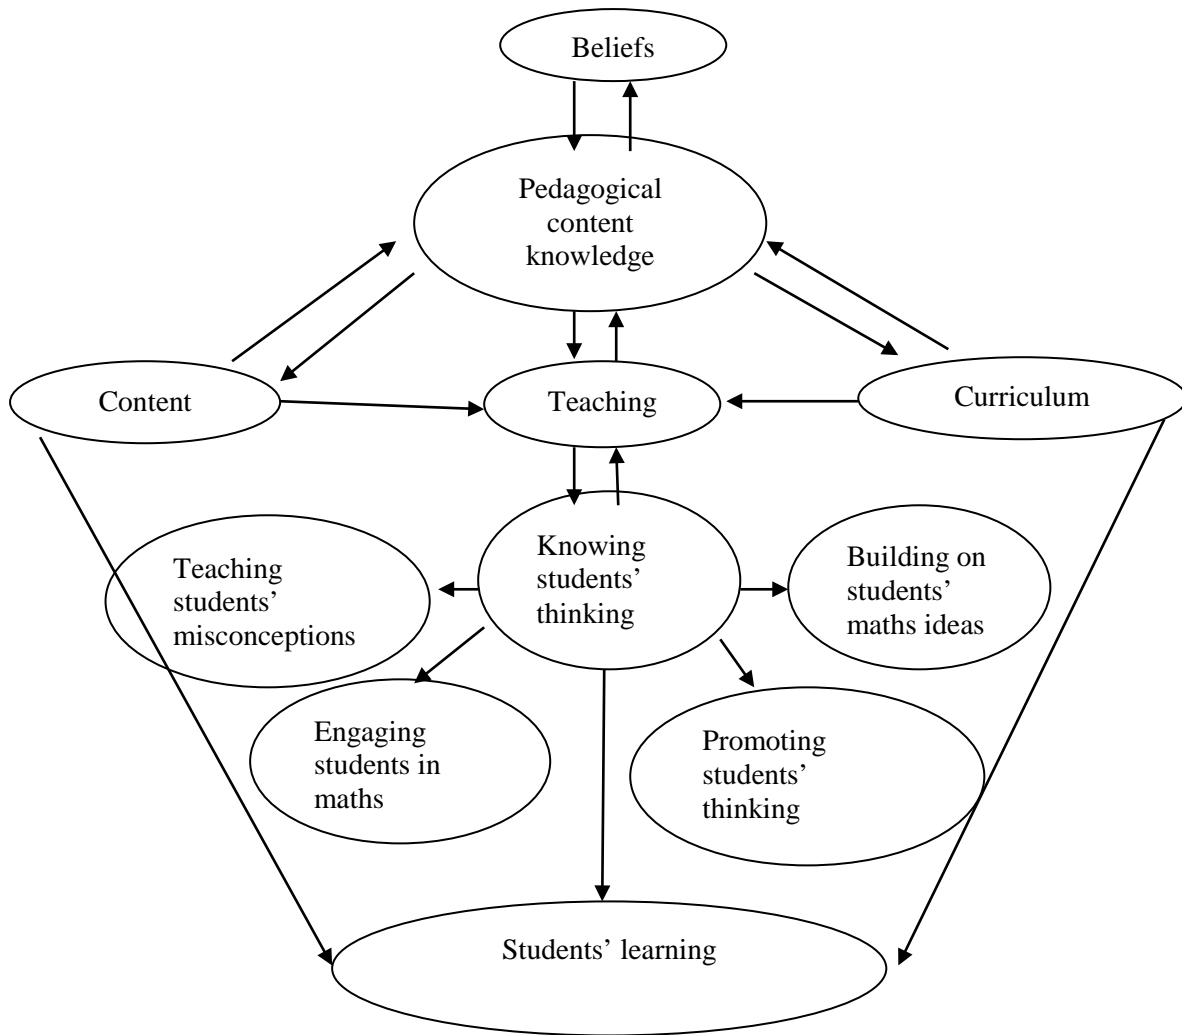 Beliefs
Pedagogical
content
knowledge
Content
Teaching
Curriculum
Teaching
students’
misconceptions
Knowing
students’
thinking
Building on
students’
maths ideas
Engaging
students in
maths
Promoting
students’
thinking
Students’ learning